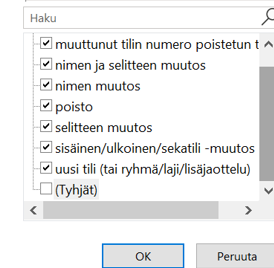 Haku
muuttunut tilin numero poistetun t
nimen ja selitteen muutos
nimen muutos
poisto
selitteen muutos
sisäinen/ulkoinen/sekatili -muutos
uusi tili (tai ryhmä/laji/lisäjaottelu)
(Tyhjät)
OK Peruuta